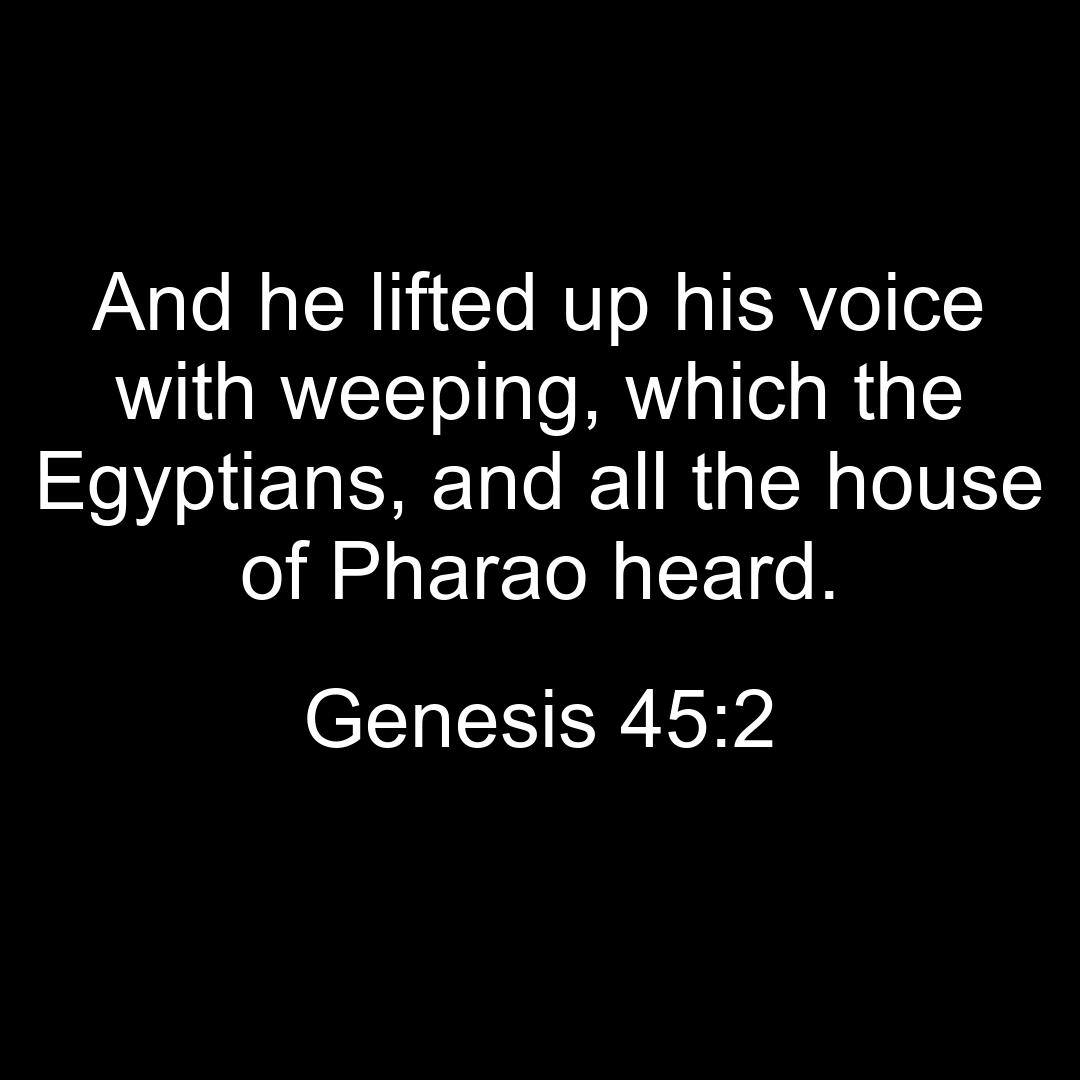 And he lifted up his voice
with weeping, which the
Egyptians, and all the house
of Pharao heard.
Genesis 45:2